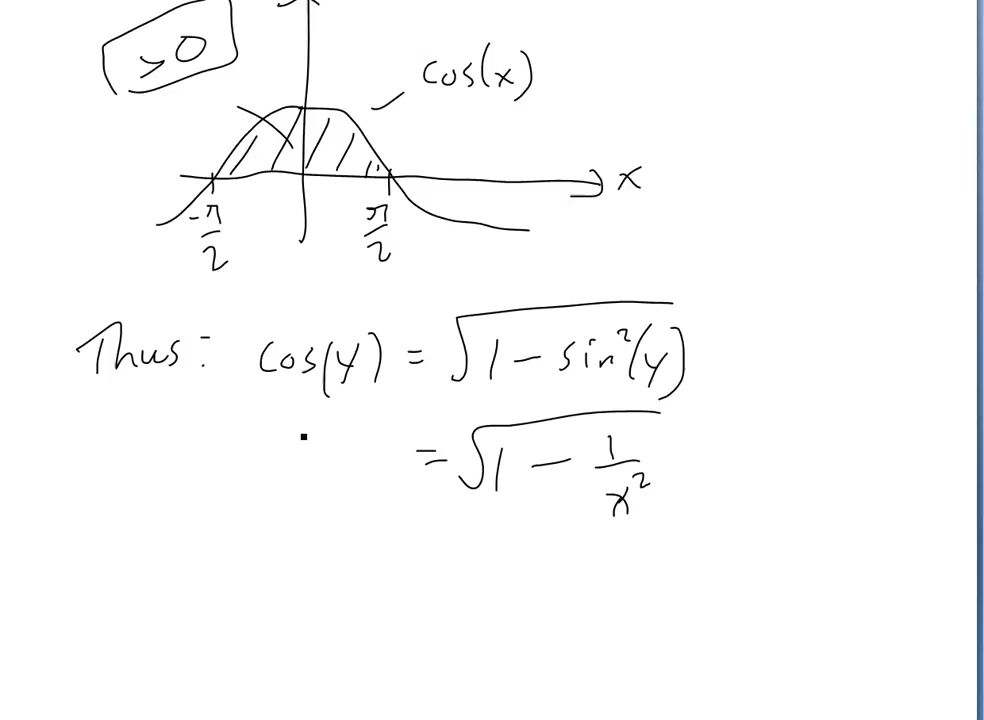 > 0
cos(x)
x
-π/2
π/2
Thus: cos(y) = √(1 - sin²(y))
= √(1 - 1/x²)